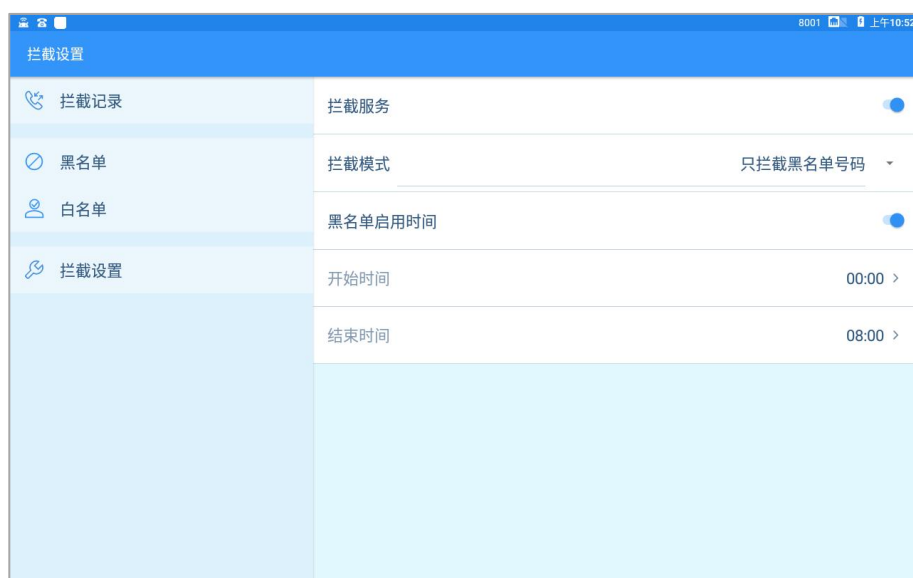 8001 上午10:52
拦截设置
拦截记录
黑名单
白名单
拦截设置
拦截服务
拦截模式 只拦截黑名单号码
黑名单启用时间
开始时间 00:00
结束时间 08:00